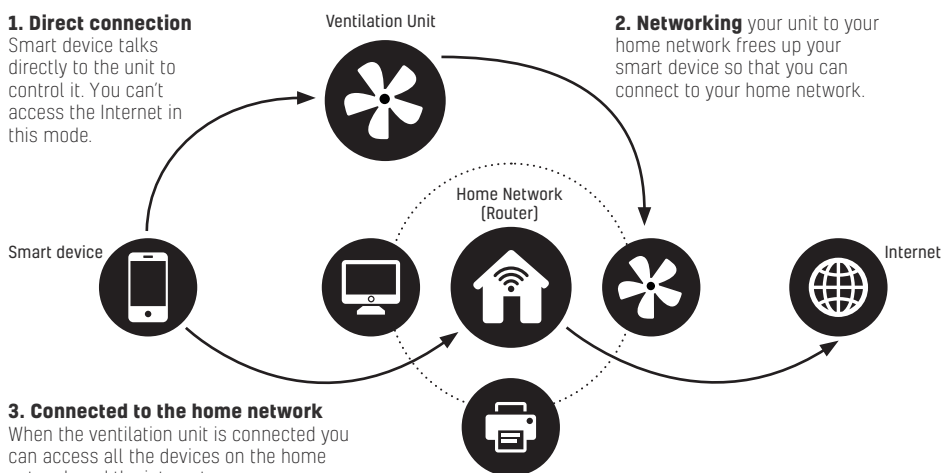 1. Direct connection
Smart device talks
directly to the unit to
control it. You can't
access the Internet in
this mode.
Ventilation Unit
2. Networking your unit to your
home network frees up your
smart device so that you can
connect to your home network.
Home Network
(Router)
Smart device
Internet
3. Connected to the home network
When the ventilation unit is connected you
can access all the devices on the home